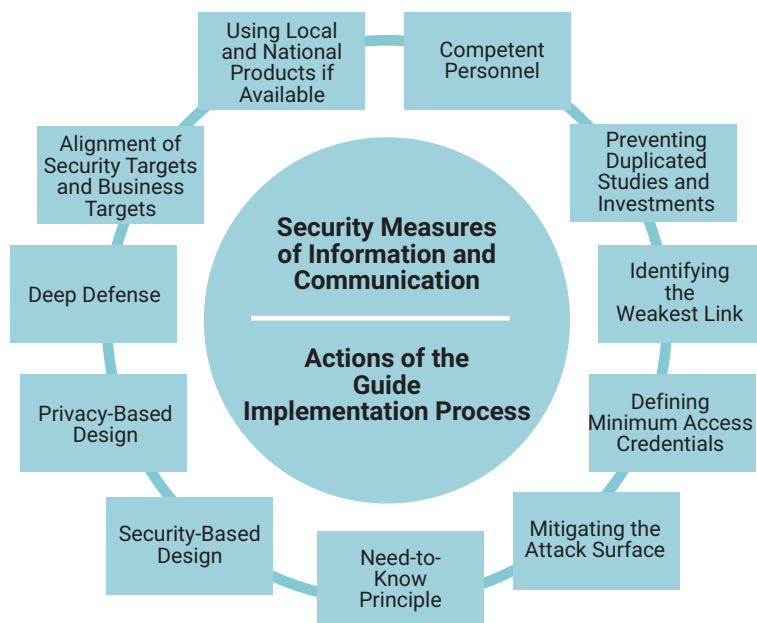 Using Local
and National
Products if
Available
Competent
Personnel
Preventing
Duplicated
Studies and
Investments
Identifying
the
Weakest Link
Defining
Minimum Access
Credentials
Mitigating the
Attack Surface
Need-to-
Know
Principle
Security-Based
Design
Privacy-Based
Design
Deep Defense
Alignment of
Security Targets
and Business
Targets
Security Measures
of Information and
Communication
Actions of the
Guide
Implementation Process